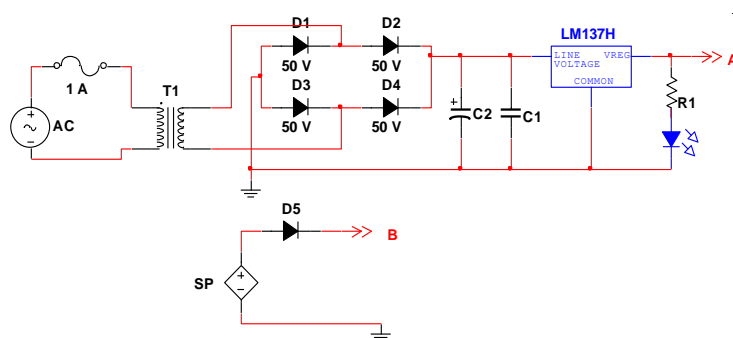 D1 D2 LM137H
LINE VREG
VOLTAGE
COMMON
A
50 V 50 V
1 A T1 D3 D4
AC
+
−
50 V 50 V
+
C2 C1
R1
D5
B
SP
+
−